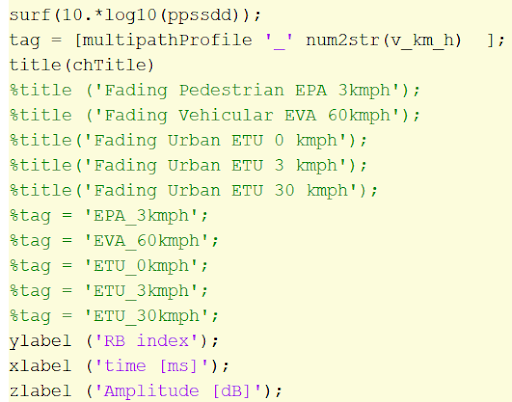 surf(10.*log10(ppssdd));
tag = [multipathProfile '_' num2str(v_km_h)  ];
title(chTitle)
%title ('Fading Pedestrian EPA 3kmph');
%title ('Fading Vehicular EVA 60kmph');
%title('Fading Urban ETU 0 kmph');
%title('Fading Urban ETU 3 kmph');
%title('Fading Urban ETU 30 kmph');
%tag = 'EPA_3kmph';
%tag = 'EVA_60kmph';
%tag = 'ETU_0kmph';
%tag = 'ETU_3kmph';
%tag = 'ETU_30kmph';
ylabel ('RB index');
xlabel ('time [ms]');
zlabel ('Amplitude [dB]');